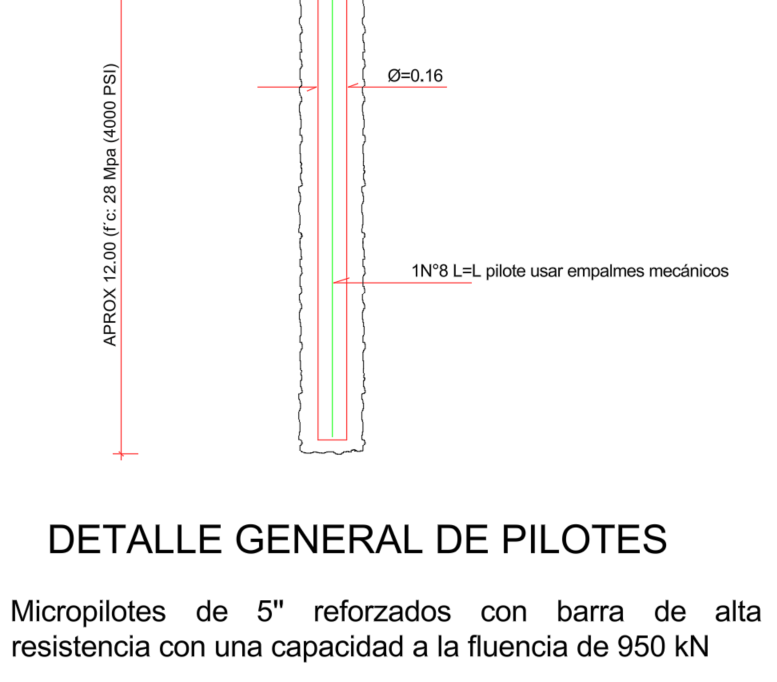 Ø=0.16
APROX 12.00 (f´c: 28 Mpa (4000 PSI)
1N°8 L=L pilote usar empalmes mecánicos
DETALLE GENERAL DE PILOTES
Micropilotes de 5" reforzados con barra de alta
resistencia con una capacidad a la fluencia de 950 kN